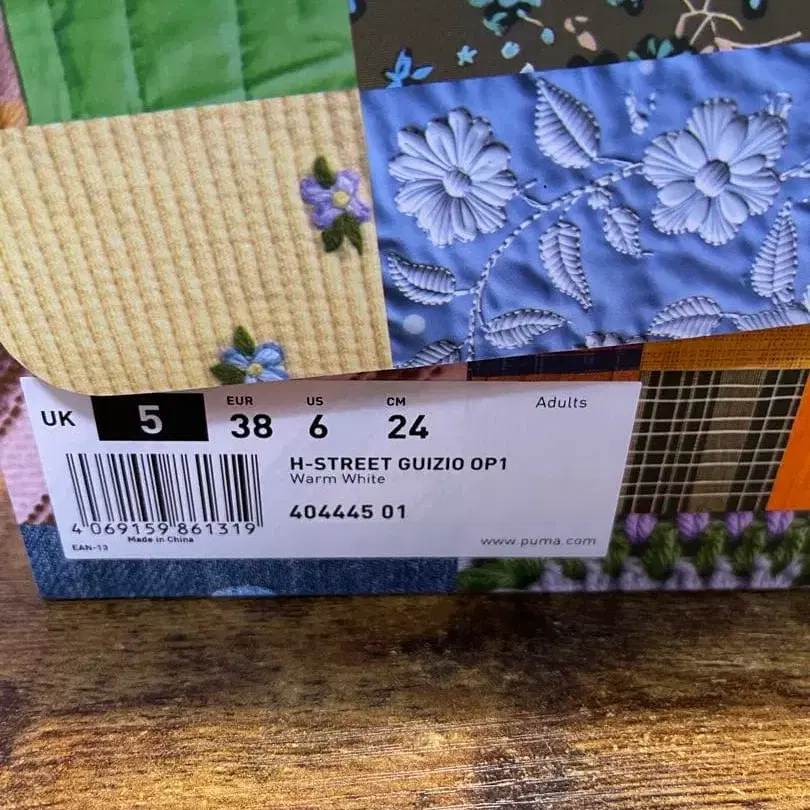 UK 5 EUR 38 US 6 CM 24 Adults
H-STREET GUIZIO OP1
Warm White
404445 01
4 069159 861319
Made in China
EAN-13
www.puma.com